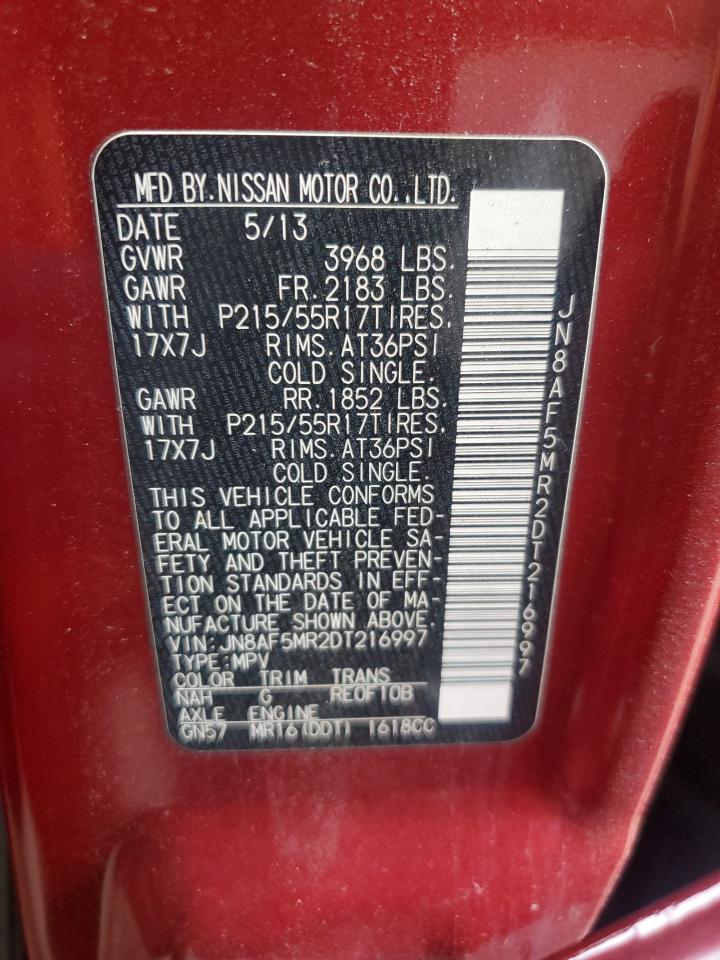 MFD BY.NISSAN MOTOR CO.,LTD.
DATE 5/13
GVWR 3968 LBS.
GAWR FR.2183 LBS.
WITH P215/55R17TIRES.
17X7J RIMS.AT36PSI
COLD SINGLE.
GAWR RR.1852 LBS.
WITH P215/55R17TIRES.
17X7J RIMS.AT36PSI
COLD SINGLE.
THIS VEHICLE CONFORMS
TO ALL APPLICABLE FED-
ERAL MOTOR VEHICLE SA-
FETY AND THEFT PREVEN-
TION STANDARDS IN EFF-
ECT ON THE DATE OF MA-
NUFACTURE SHOWN ABOVE.
VIN:JN8AF5MR2DT216997
TYPE:MPV
COLOR TRIM TRANS
NAH G RE0F10B
AXLE ENGINE
GN57 MR16(DDT) 1618CC
JN8AF5MR2DT216997